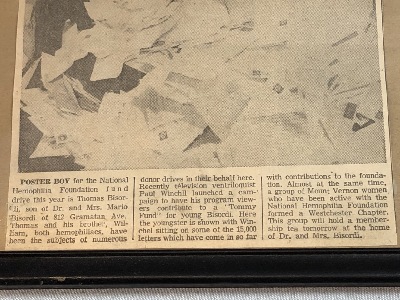 POSTER BOY for the National
Hemophilia Foundation fund
drive this year is Thomas Bisor-
di, son of Dr. and Mrs. Mario
Bisordi of 812 Gramatan Ave.
Thomas and his brother, Wil-
liam, both hemophiliacs, have
been the subjects of numerous
donor drives in their behalf here.
Recently television ventriloquist
Paul Winchil launched a cam-
paign to have his program view-
ers contribute to a "Tommy
Fund" for young Bisordi. Here
the youngster is shown with Win-
chel sitting on some of the 15,000
letters which have come in so far
with contributions to the founda-
tion. Almost at the same time,
a group of Mount Vernon women
who have been active with the
National Hemophilia Foundation
formed a Westchester Chapter.
This group will hold a member-
ship tea tomorrow at the home
of Dr. and Mrs. Bisordi.